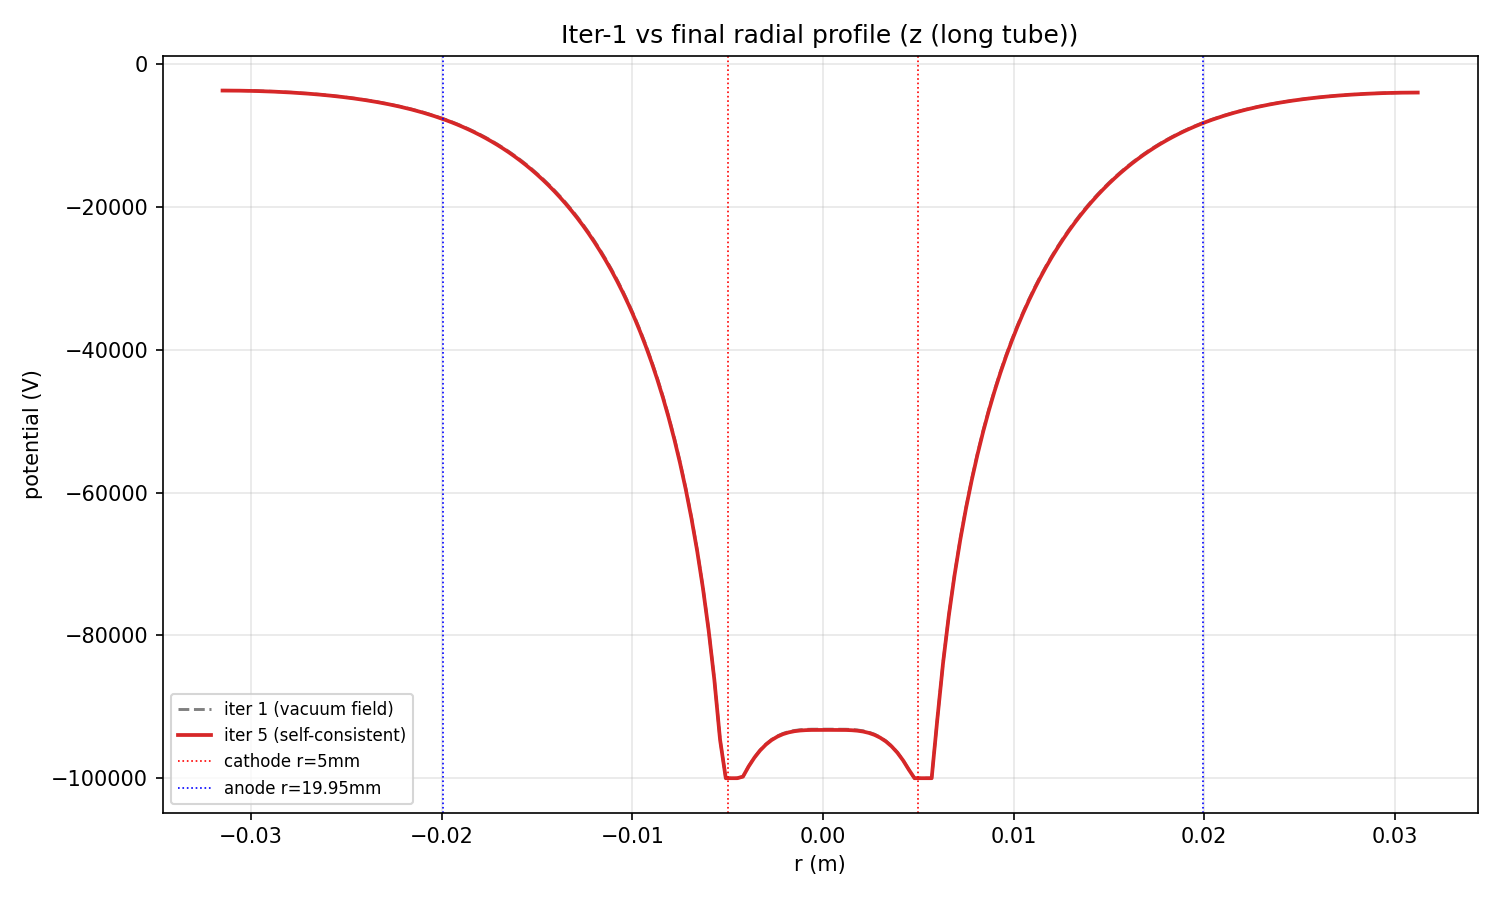 Iter-1 vs final radial profile (z (long tube))
potential (V)
0
−20000
−40000
−60000
−80000
−100000
iter 1 (vacuum field)
iter 5 (self-consistent)
cathode r=5mm
anode r=19.95mm
−0.03
−0.02
−0.01
0.00
0.01
0.02
0.03
r (m)